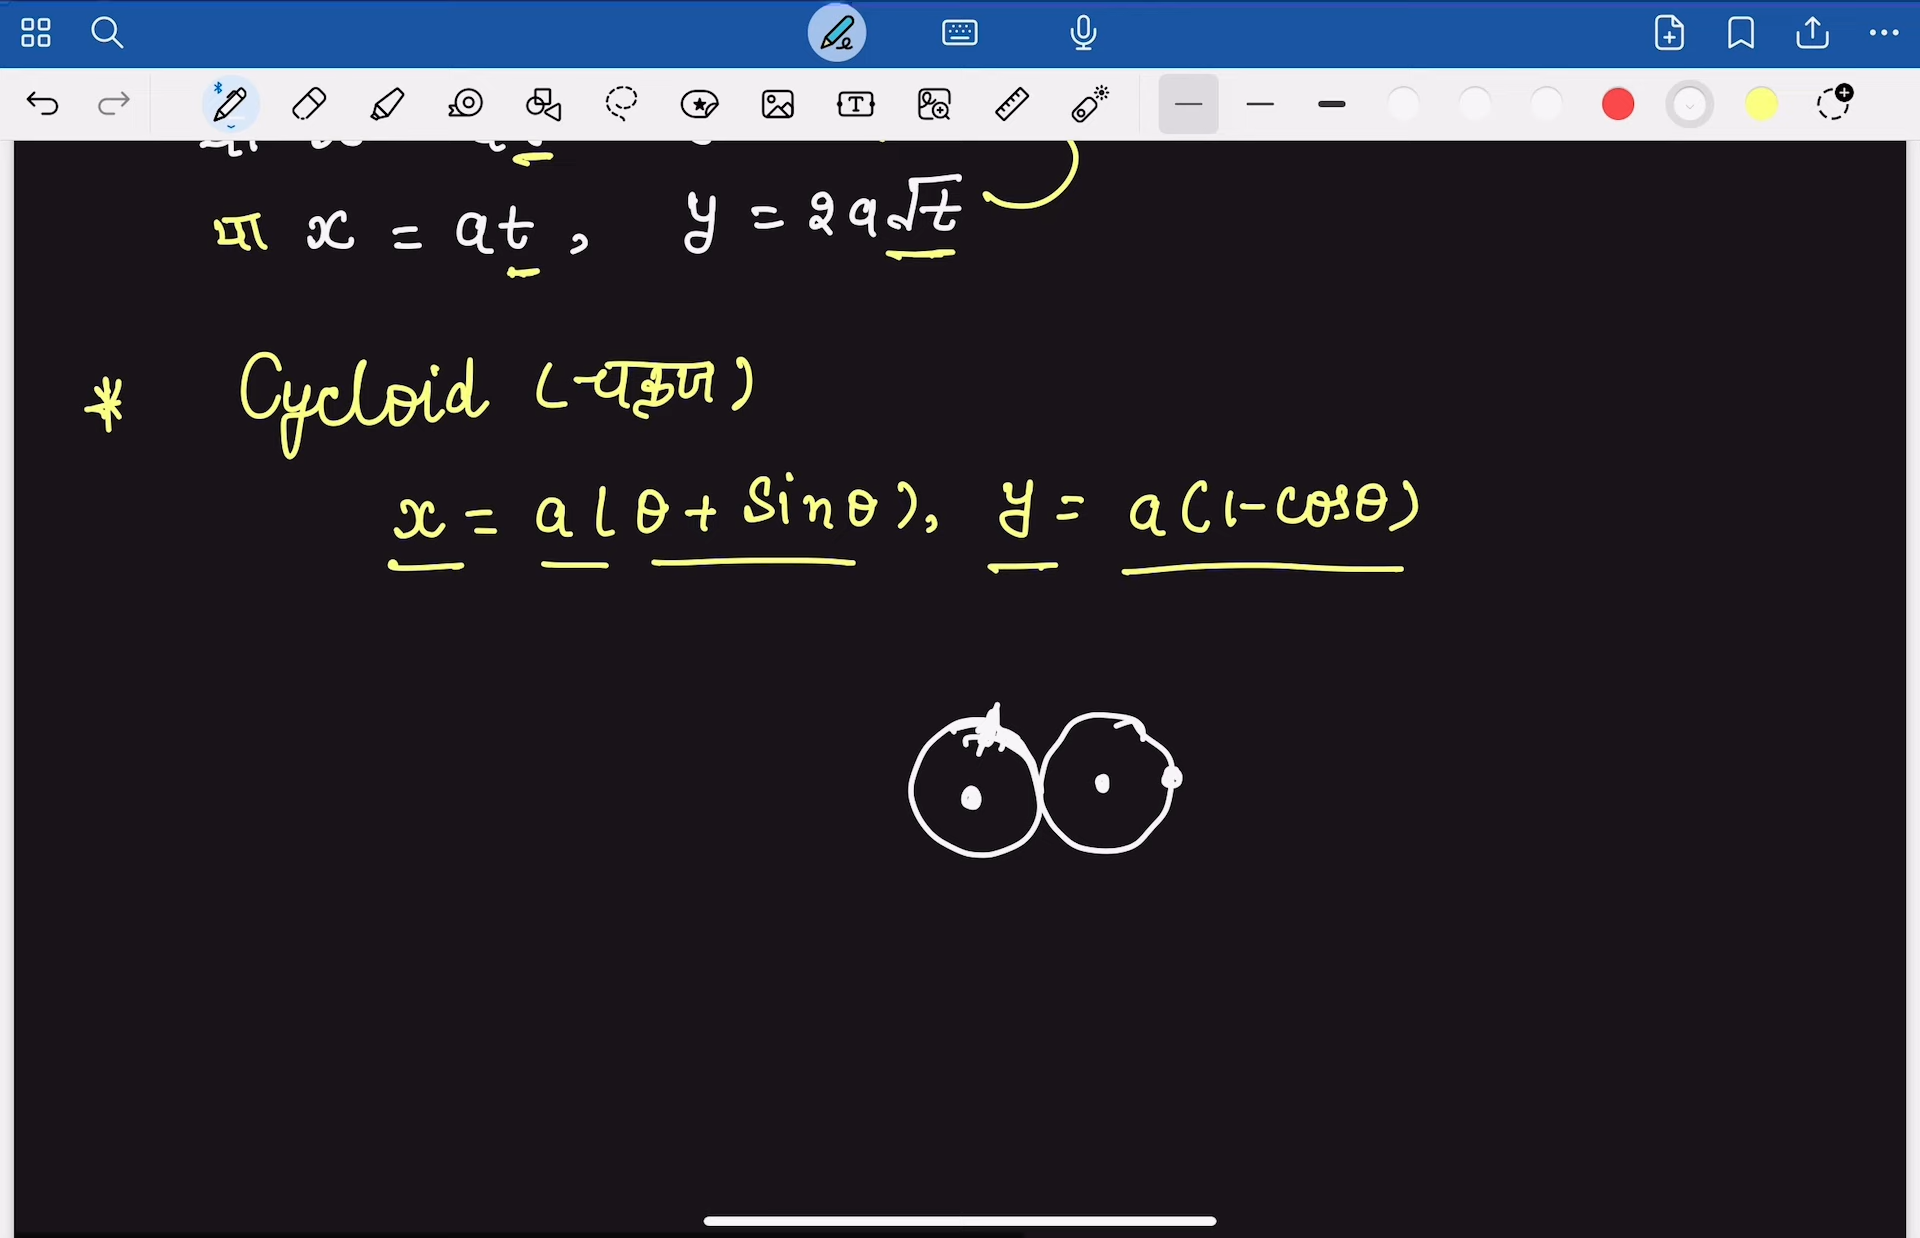 या x = at, y = 2a√t
* Cycloid (चक्रज)
x = a(θ + Sinθ), y = a(1-cosθ)